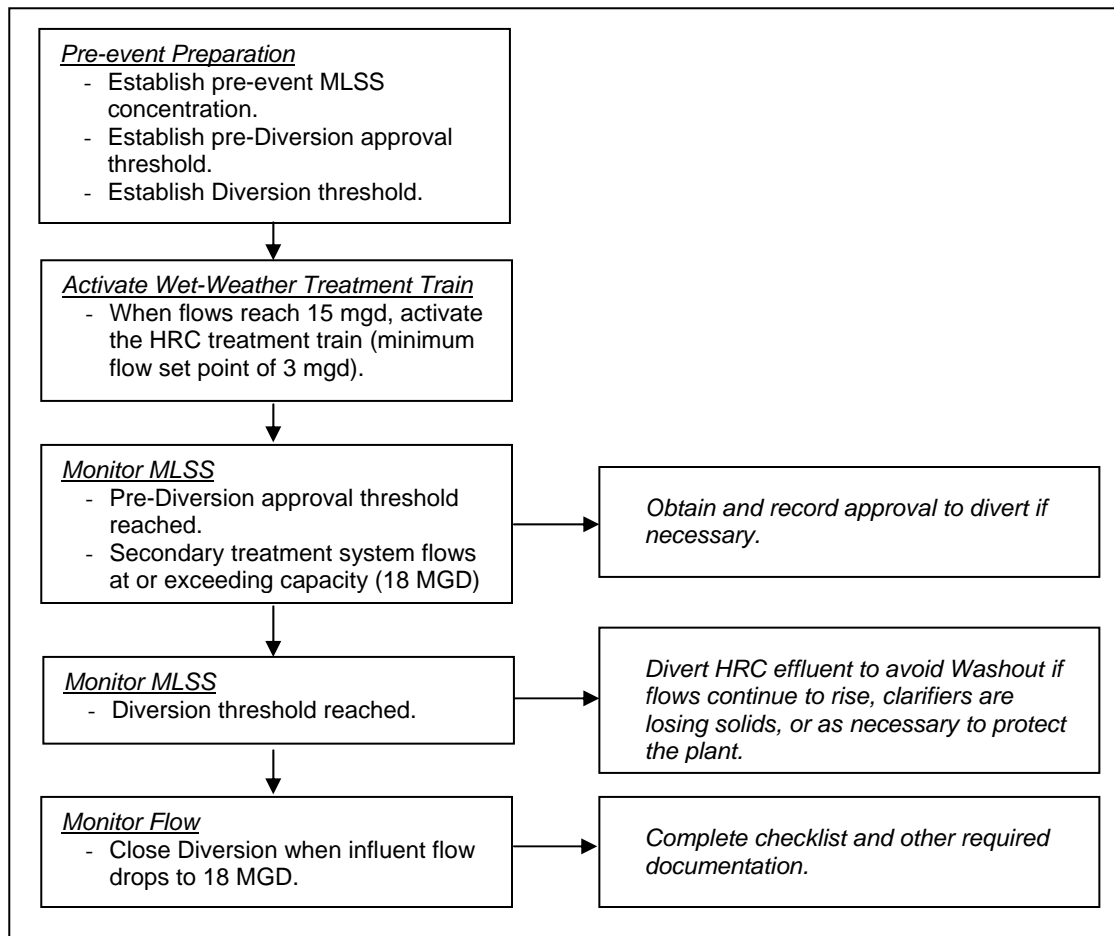 Pre-event Preparation
- Establish pre-event MLSS
concentration.
- Establish pre-Diversion approval
threshold.
- Establish Diversion threshold.
Activate Wet-Weather Treatment Train
- When flows reach 15 mgd, activate
the HRC treatment train (minimum
flow set point of 3 mgd).
Monitor MLSS
- Pre-Diversion approval threshold
reached.
- Secondary treatment system flows
at or exceeding capacity (18 MGD)
Obtain and record approval to divert if
necessary.
Monitor MLSS
- Diversion threshold reached.
Divert HRC effluent to avoid Washout if
flows continue to rise, clarifiers are
losing solids, or as necessary to protect
the plant.
Monitor Flow
- Close Diversion when influent flow
drops to 18 MGD.
Complete checklist and other required
documentation.